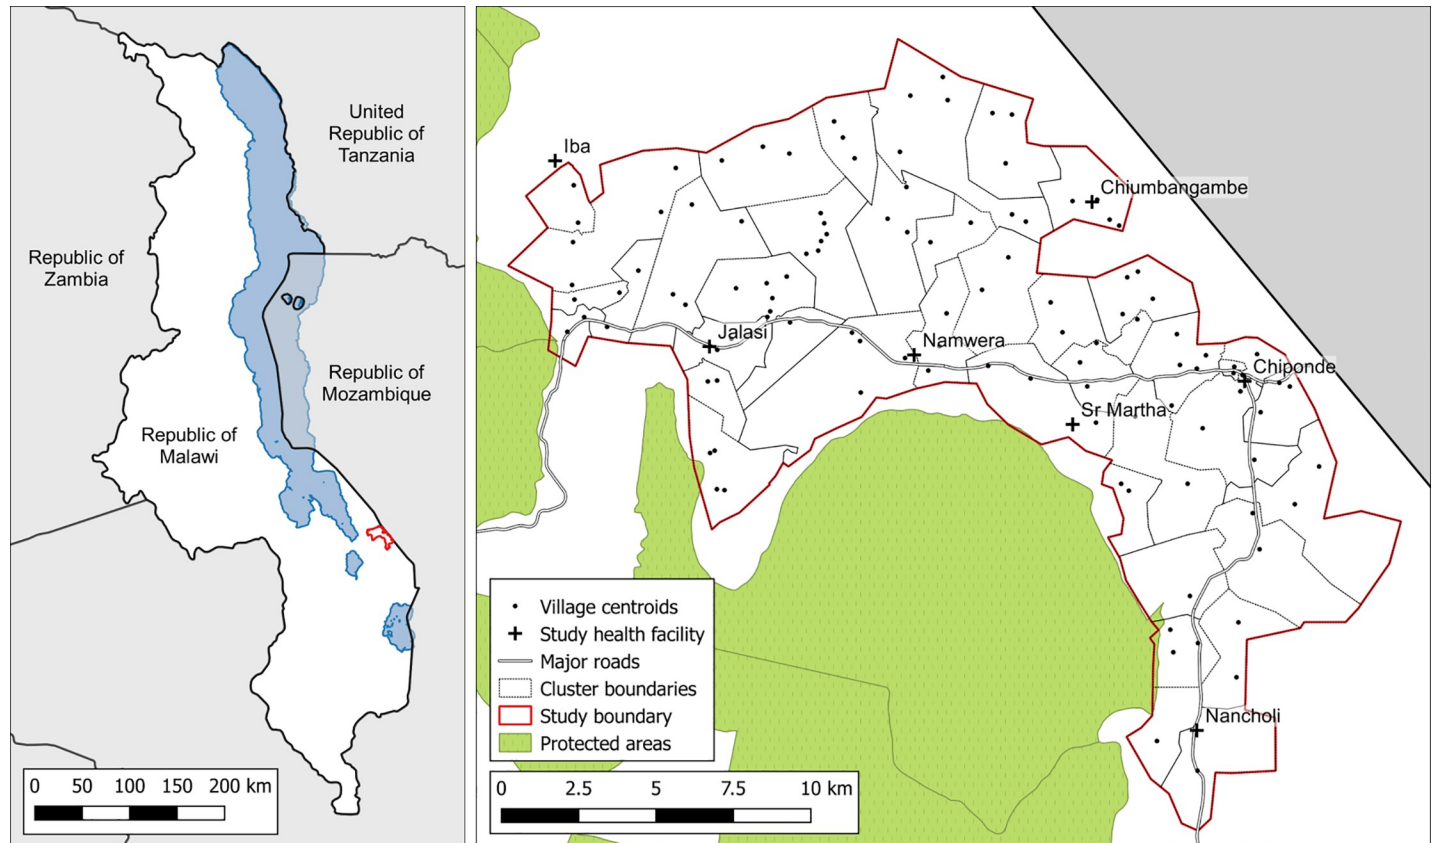 United
Republic of
Tanzania
Republic of
Zambia
Republic of
Mozambique
Republic of
Malawi
0 50 100 150 200 km
Iba
Chiumbangambe
Jalasi
Namwera
Chiponde
Sr Martha
Nancholi
Village centroids
Study health facility
Major roads
Cluster boundaries
Study boundary
Protected areas
0 2.5 5 7.5 10 km